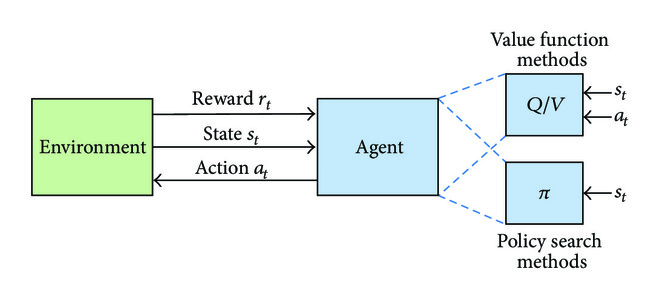 Value function
methods
Reward r_t
State s_t
Action a_t
Environment
Agent
Q/V
s_t
a_t
π
s_t
Policy search
methods